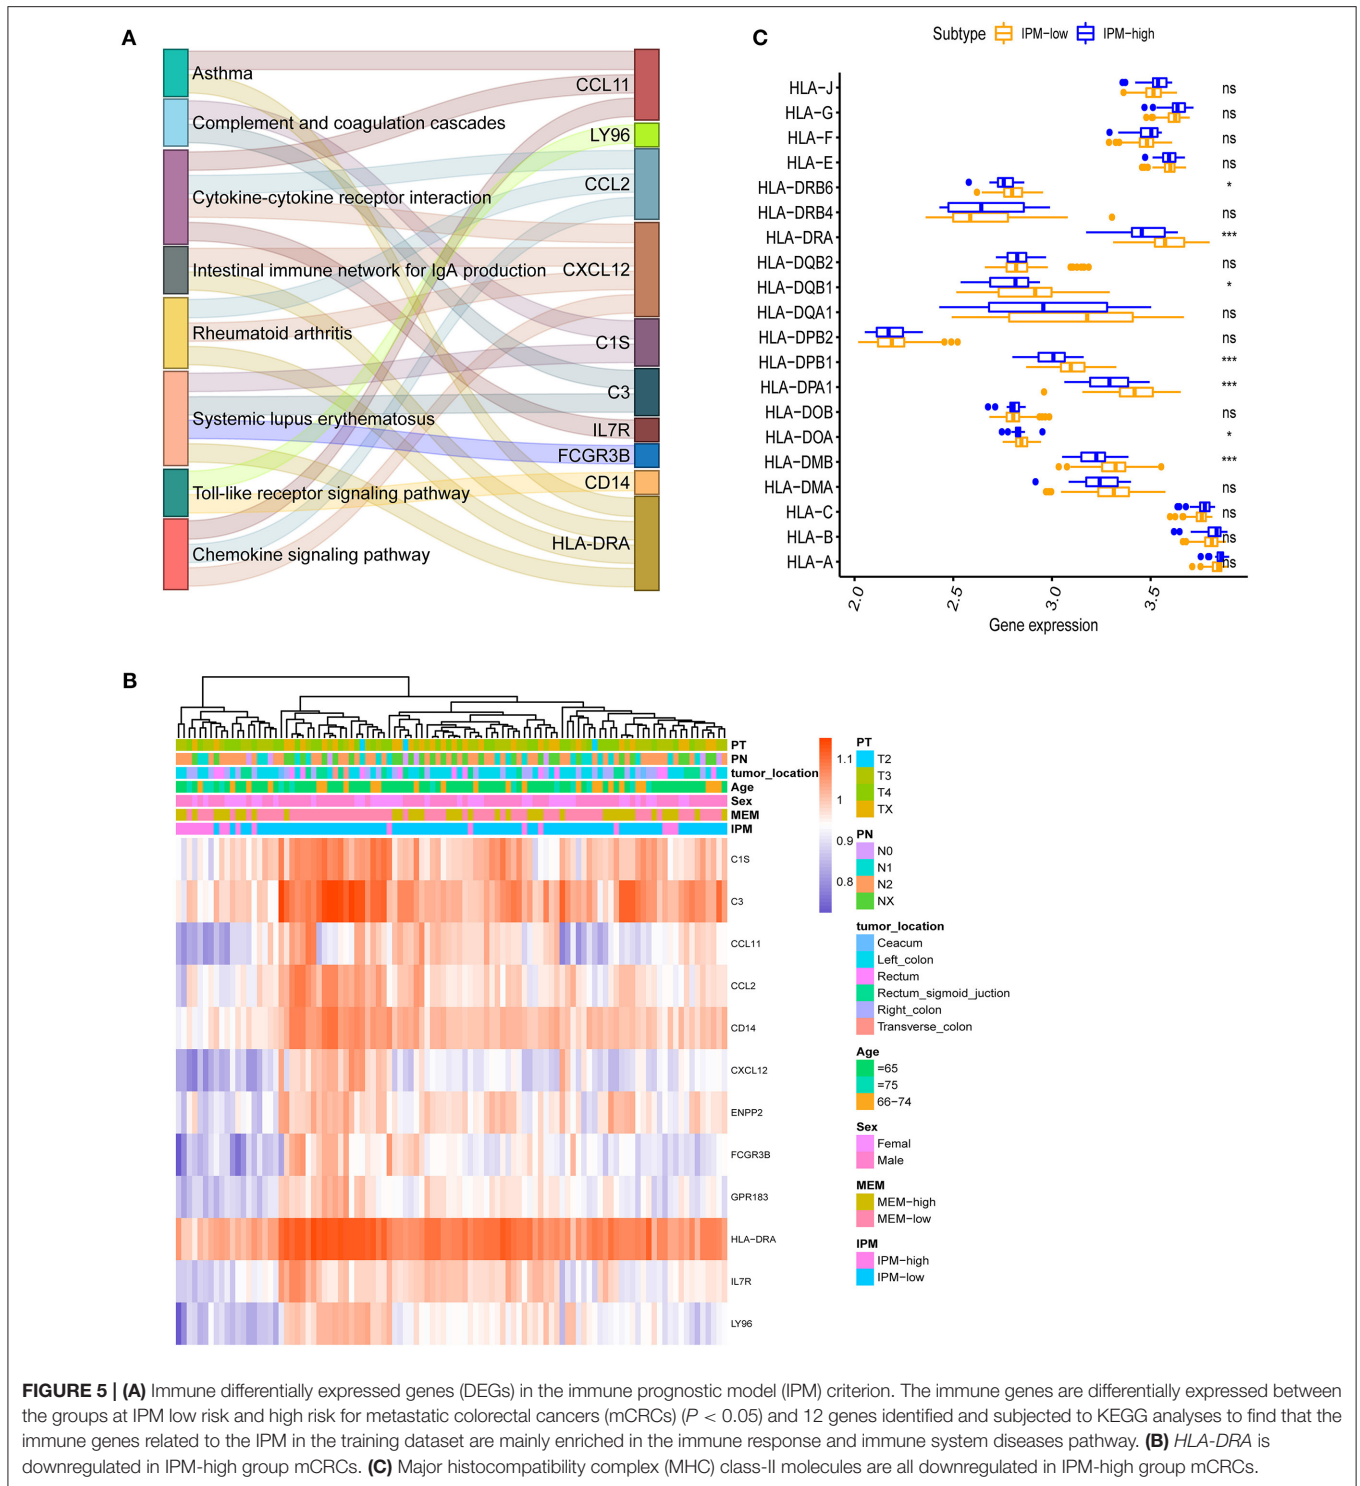 A
Asthma
Complement and coagulation cascades
Cytokine-cytokine receptor interaction
Intestinal immune network for IgA production
Rheumatoid arthritis
Systemic lupus erythematosus
Toll-like receptor signaling pathway
Chemokine signaling pathway
CCL11
LY96
CCL2
CXCL12
C1S
C3
IL7R
FCGR3B
CD14
HLA-DRA
C
Subtype IPM-low IPM-high
HLA-J ns
HLA-G ns
HLA-F ns
HLA-E ns
HLA-DRB6 *
HLA-DRB4 ns
HLA-DRA ***
HLA-DQB2 ns
HLA-DQB1 *
HLA-DQA1 ns
HLA-DPB2 ns
HLA-DPB1 ***
HLA-DPA1 ***
HLA-DOB ns
HLA-DOA *
HLA-DMB ***
HLA-DMA ns
HLA-C ns
HLA-B ns
HLA-A ns
2.0 2.5 3.0 3.5
Gene expression
B
PT
PN
tumor_location
Age
Sex
MEM
IPM
C1S
C3
CCL11
CCL2
CD14
CXCL12
ENPP2
FCGR3B
GPR183
HLA-DRA
IL7R
LY96
1.1
1
0.9
0.8
PT
T2
T3
T4
TX
PN
N0
N1
N2
NX
tumor_location
Ceacum
Left_colon
Rectum
Rectum_sigmoid_juction
Right_colon
Transverse_colon
Age
=65
=75
66-74
Sex
Femal
Male
MEM
MEM-high
MEM-low
IPM
IPM-high
IPM-low
FIGURE 5 | (A) Immune differentially expressed genes (DEGs) in the immune prognostic model (IPM) criterion. The immune genes are differentially expressed between
the groups at IPM low risk and high risk for metastatic colorectal cancers (mCRCs) (P < 0.05) and 12 genes identified and subjected to KEGG analyses to find that the
immune genes related to the IPM in the training dataset are mainly enriched in the immune response and immune system diseases pathway. (B) HLA-DRA is
downregulated in IPM-high group mCRCs. (C) Major histocompatibility complex (MHC) class-II molecules are all downregulated in IPM-high group mCRCs.